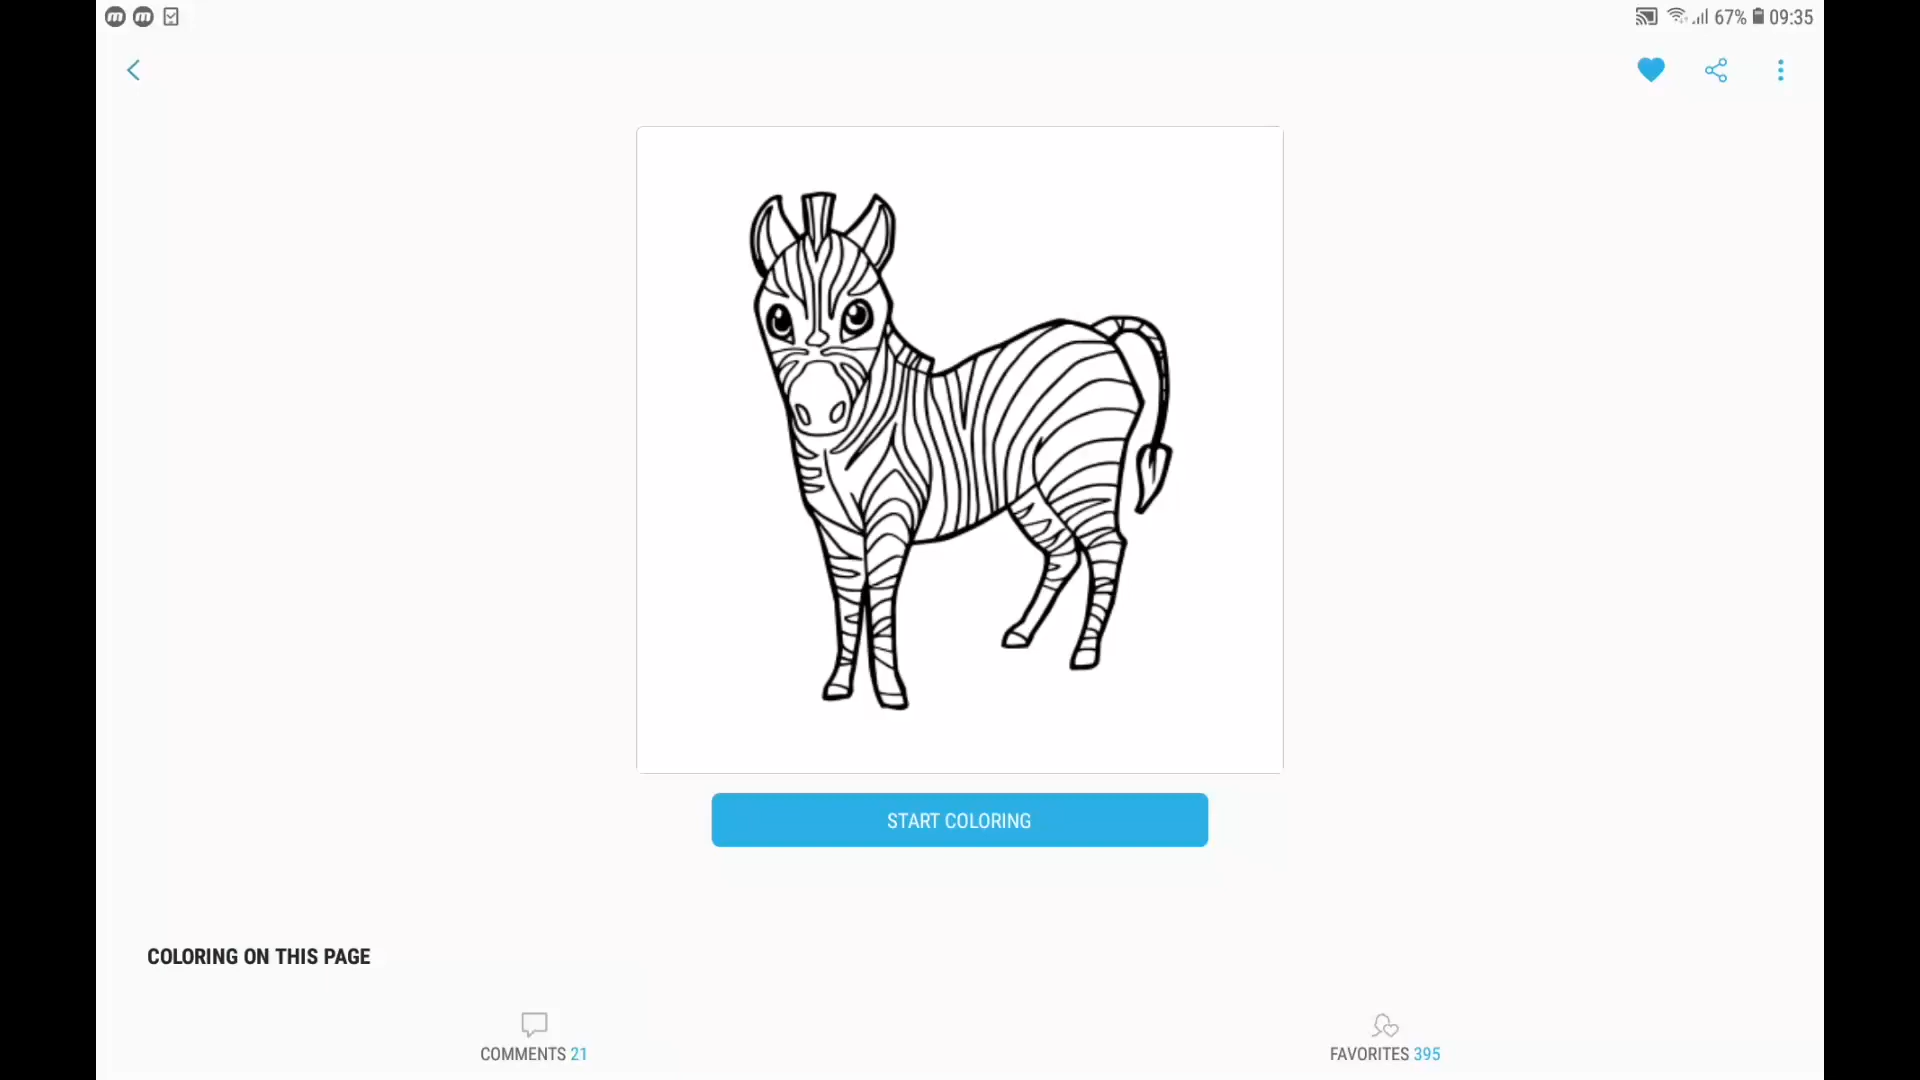 67% 09:35
START COLORING
COLORING ON THIS PAGE
COMMENTS 21
FAVORITES 395